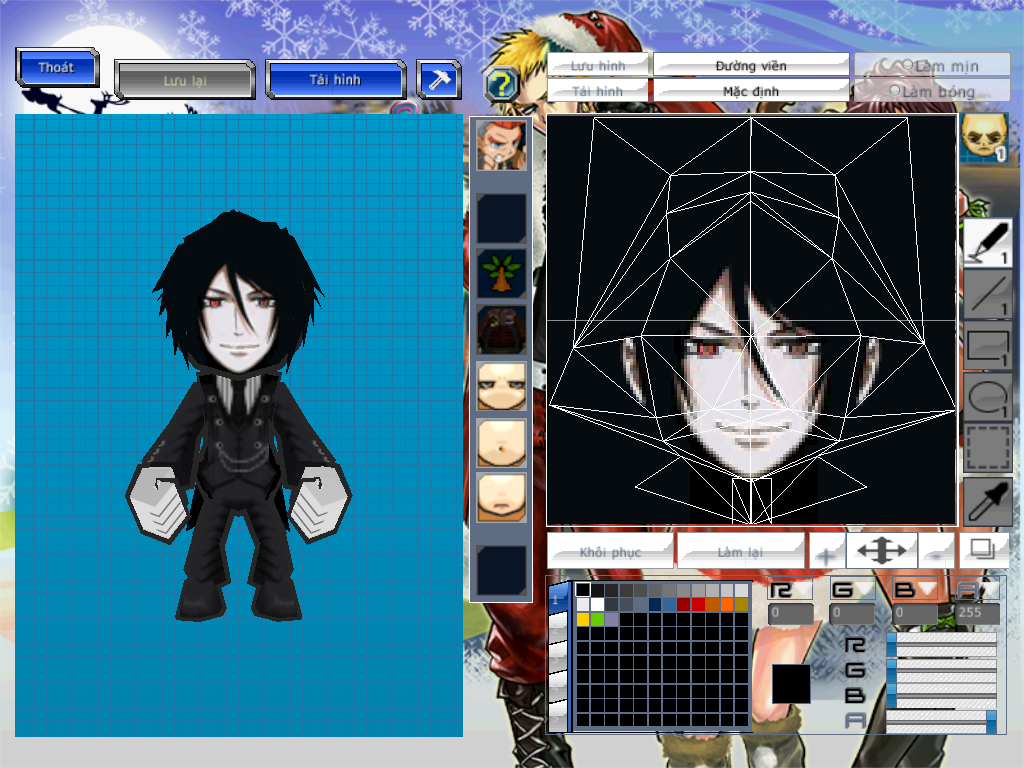 Thoát
Lưu lại
Tải hình
?
Lưu hình
Đường viền
Làm mịn
Tải hình
Mặc định
Làm bóng
1
1
1
1
1
Khôi phục
Làm lại
+
-
1
R G B A
0 0 0 255
R
G
B
A